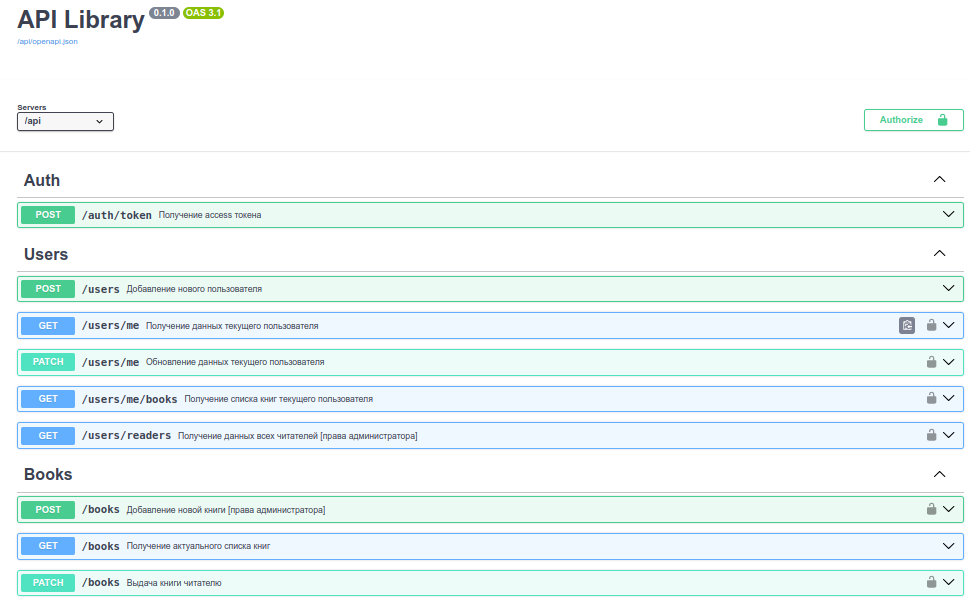 API Library 0.1.0 OAS 3.1
/api/openapi.json
Servers
/api
Authorize
Auth
POST /auth/token Получение access токена
Users
POST /users Добавление нового пользователя
GET /users/me Получение данных текущего пользователя
PATCH /users/me Обновление данных текущего пользователя
GET /users/me/books Получение списка книг текущего пользователя
GET /users/readers Получение данных всех читателей [права администратора]
Books
POST /books Добавление новой книги [права администратора]
GET /books Получение актуального списка книг
PATCH /books Выдача книги читателю